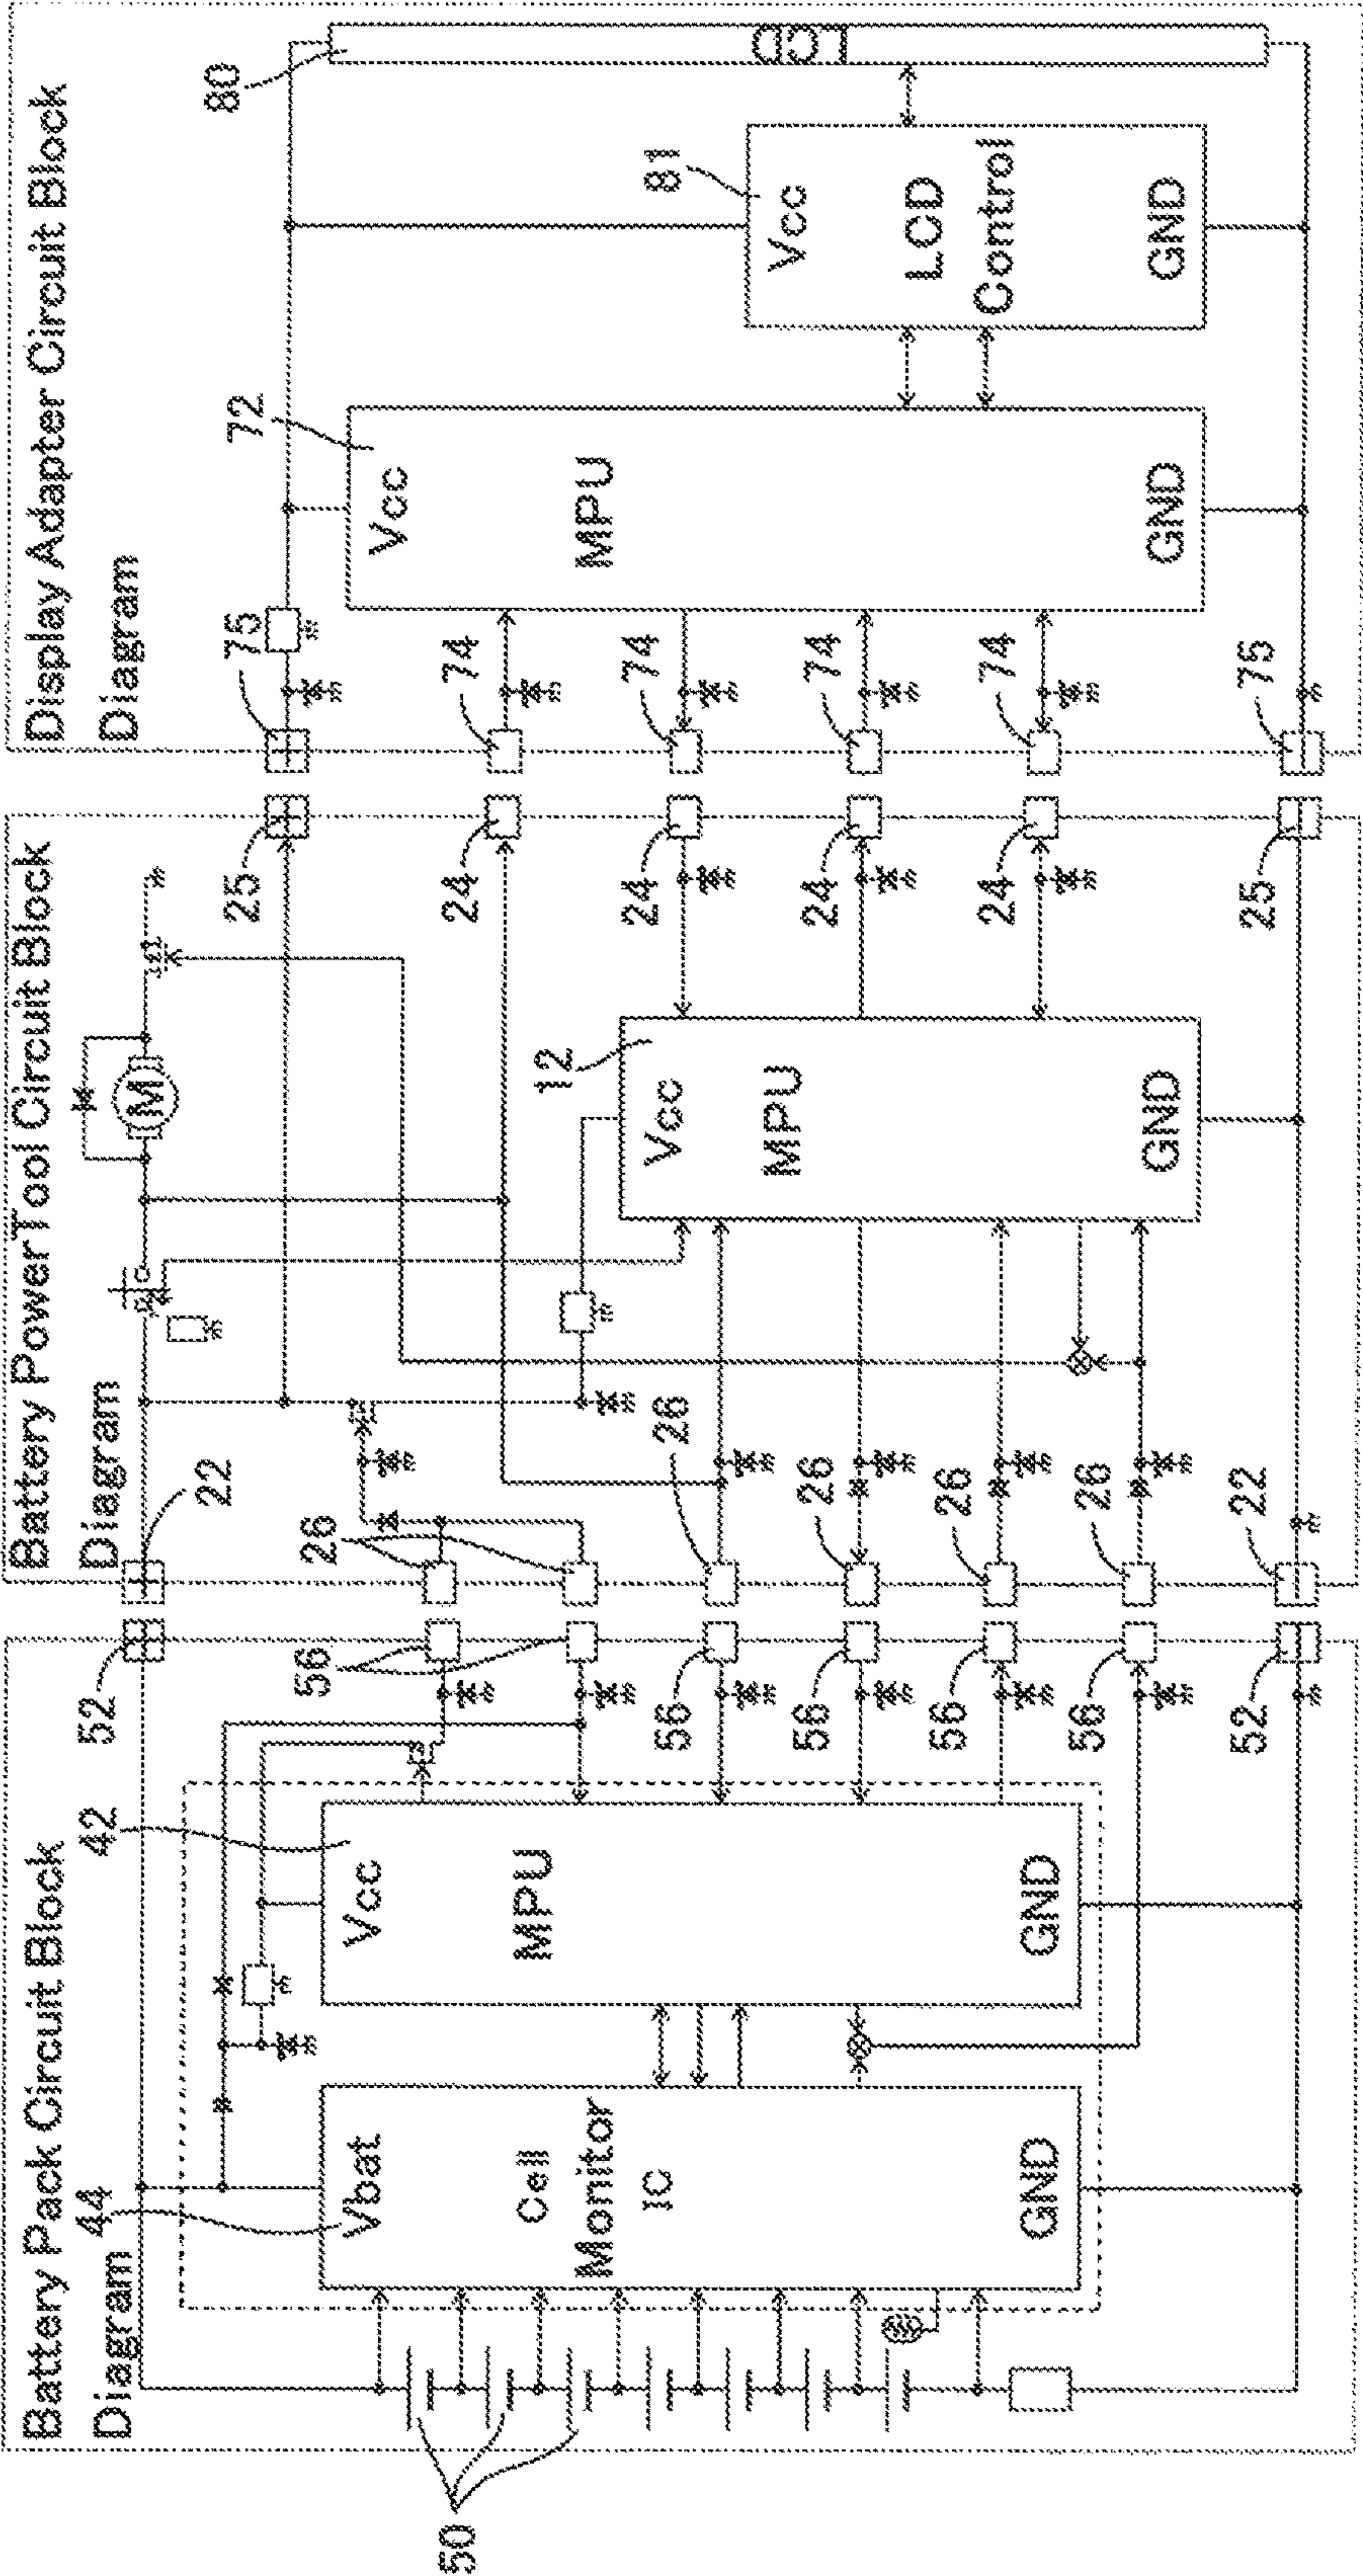 Battery Pack Circuit Block
Diagram
50
44
Vbat
Cell
Monitor
IC
GND
42
Vcc
MPU
GND
52
56
56
56
56
56
52
Battery PowerTool Circuit Block
Diagram
22
26
26
26
26
26
22
M
12
Vcc
MPU
GND
25
24
24
24
24
25
Display Adapter Circuit Block
Diagram
75
74
74
74
74
75
72
Vcc
MPU
GND
81
Vcc
LCD
Control
GND
80
LCD